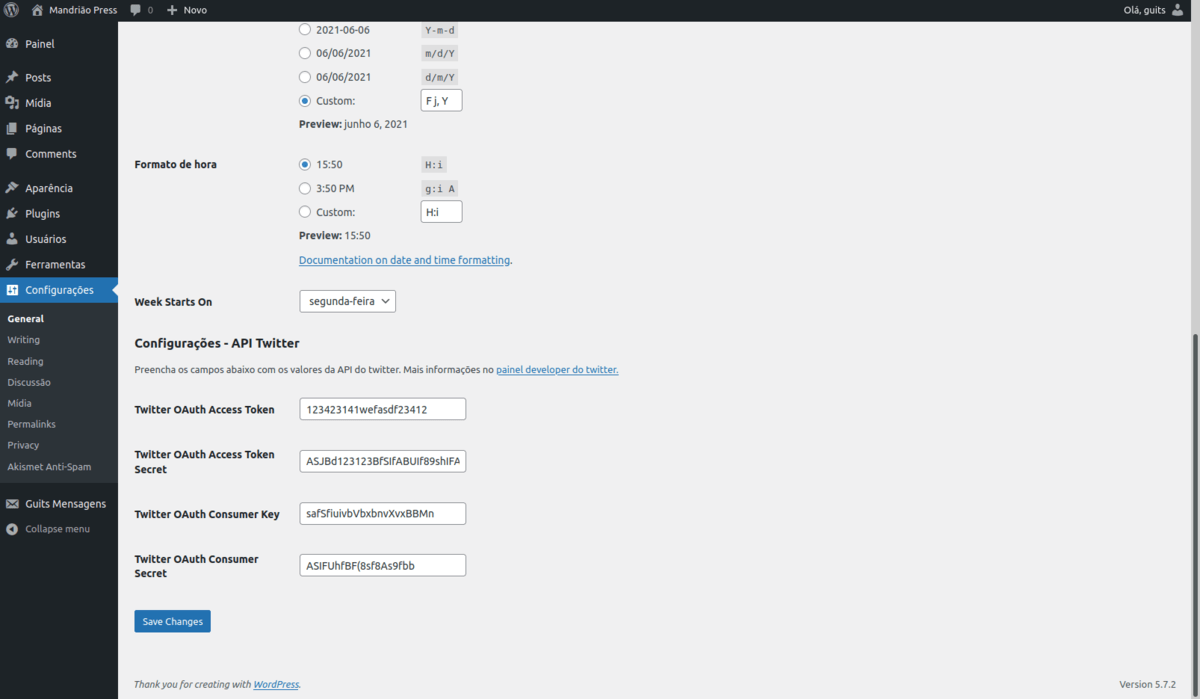 Mandrião Press 0 Novo Olá, guits
Painel
Posts
Mídia
Páginas
Comments
Aparência
Plugins
Usuários
Ferramentas
Configurações
General
Writing
Reading
Discussão
Mídia
Permalinks
Privacy
Akismet Anti-Spam
Guits Mensagens
Collapse menu
2021-06-06 Y-m-d
06/06/2021 m/d/Y
06/06/2021 d/m/Y
Custom: F j, Y
Preview: junho 6, 2021
Formato de hora
15:50 H:i
3:50 PM g:i A
Custom: H:i
Preview: 15:50
Documentation on date and time formatting.
Week Starts On segunda-feira
Configurações - API Twitter
Preencha os campos abaixo com os valores da API do twitter. Mais informações no painel developer do twitter.
Twitter OAuth Access Token 123423141wefasdf23412
Twitter OAuth Access Token
Secret
ASJBd123123BfSIfABUIf89shIFA
Twitter OAuth Consumer Key safSfiuivbVbxbnvXvxBBMn
Twitter OAuth Consumer
Secret
ASIFUhfBF(8sf8As9fbb
Save Changes
Thank you for creating with WordPress. Version 5.7.2